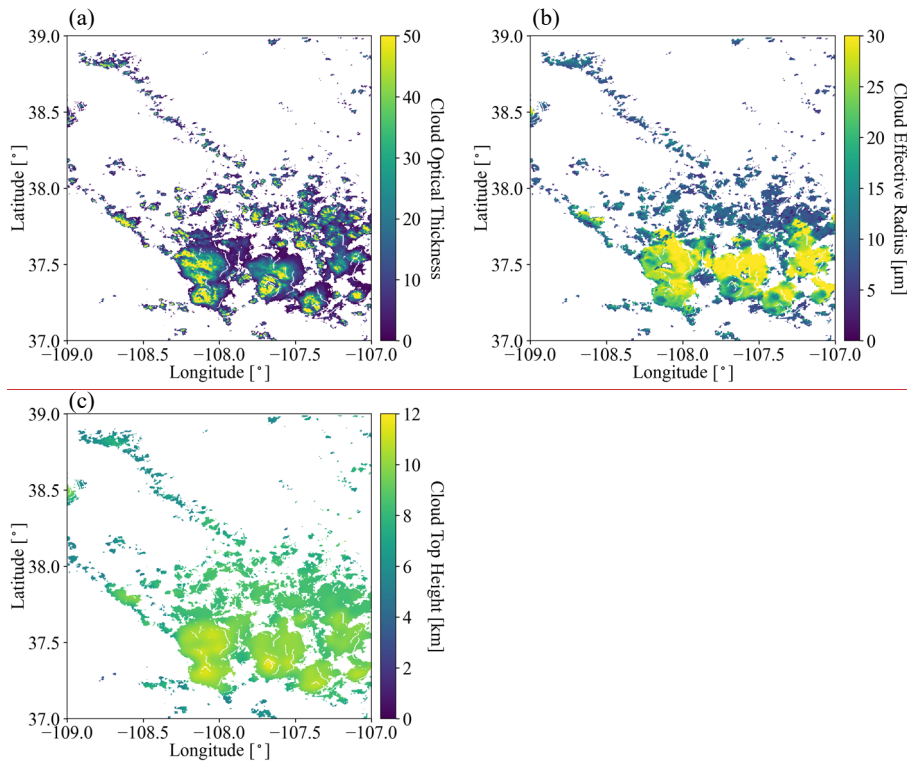 (a)
39.0
38.5
38.0
37.5
37.0
Latitude [°]
−109.0 −108.5 −108.0 −107.5 −107.0
Longitude [°]
50
40
30
20
10
0
Cloud Optical Thickness
(b)
39.0
38.5
38.0
37.5
37.0
Latitude [°]
−109.0 −108.5 −108.0 −107.5 −107.0
Longitude [°]
30
25
20
15
10
5
0
Cloud Effective Radius [μm]
(c)
39.0
38.5
38.0
37.5
37.0
Latitude [°]
−109.0 −108.5 −108.0 −107.5 −107.0
Longitude [°]
12
10
8
6
4
2
0
Cloud Top Height [km]